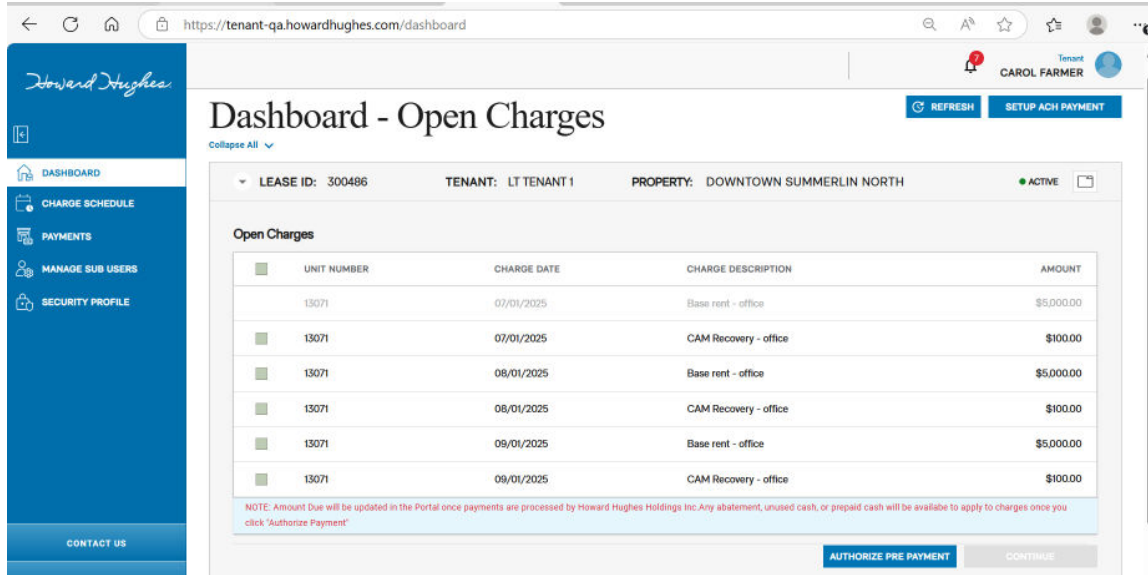 https://tenant-qa.howardhughes.com/dashboard
Howard Hughes.
7
Tenant
CAROL FARMER
Dashboard - Open Charges
REFRESH
SETUP ACH PAYMENT
Collapse All
DASHBOARD
CHARGE SCHEDULE
PAYMENTS
MANAGE SUB USERS
SECURITY PROFILE
CONTACT US
LEASE ID: 300486 TENANT: LT TENANT 1 PROPERTY: DOWNTOWN SUMMERLIN NORTH ACTIVE
Open Charges
UNIT NUMBER CHARGE DATE CHARGE DESCRIPTION AMOUNT
13071 07/01/2025 Base rent - office $5,000.00
13071 07/01/2025 CAM Recovery - office $100.00
13071 08/01/2025 Base rent - office $5,000.00
13071 08/01/2025 CAM Recovery - office $100.00
13071 09/01/2025 Base rent - office $5,000.00
13071 09/01/2025 CAM Recovery - office $100.00
NOTE: Amount Due will be updated in the Portal once payments are processed by Howard Hughes Holdings Inc.Any abatement, unused cash, or prepaid cash will be availabe to apply to charges once you
click "Authorize Payment"
AUTHORIZE PRE PAYMENT
CONTINUE